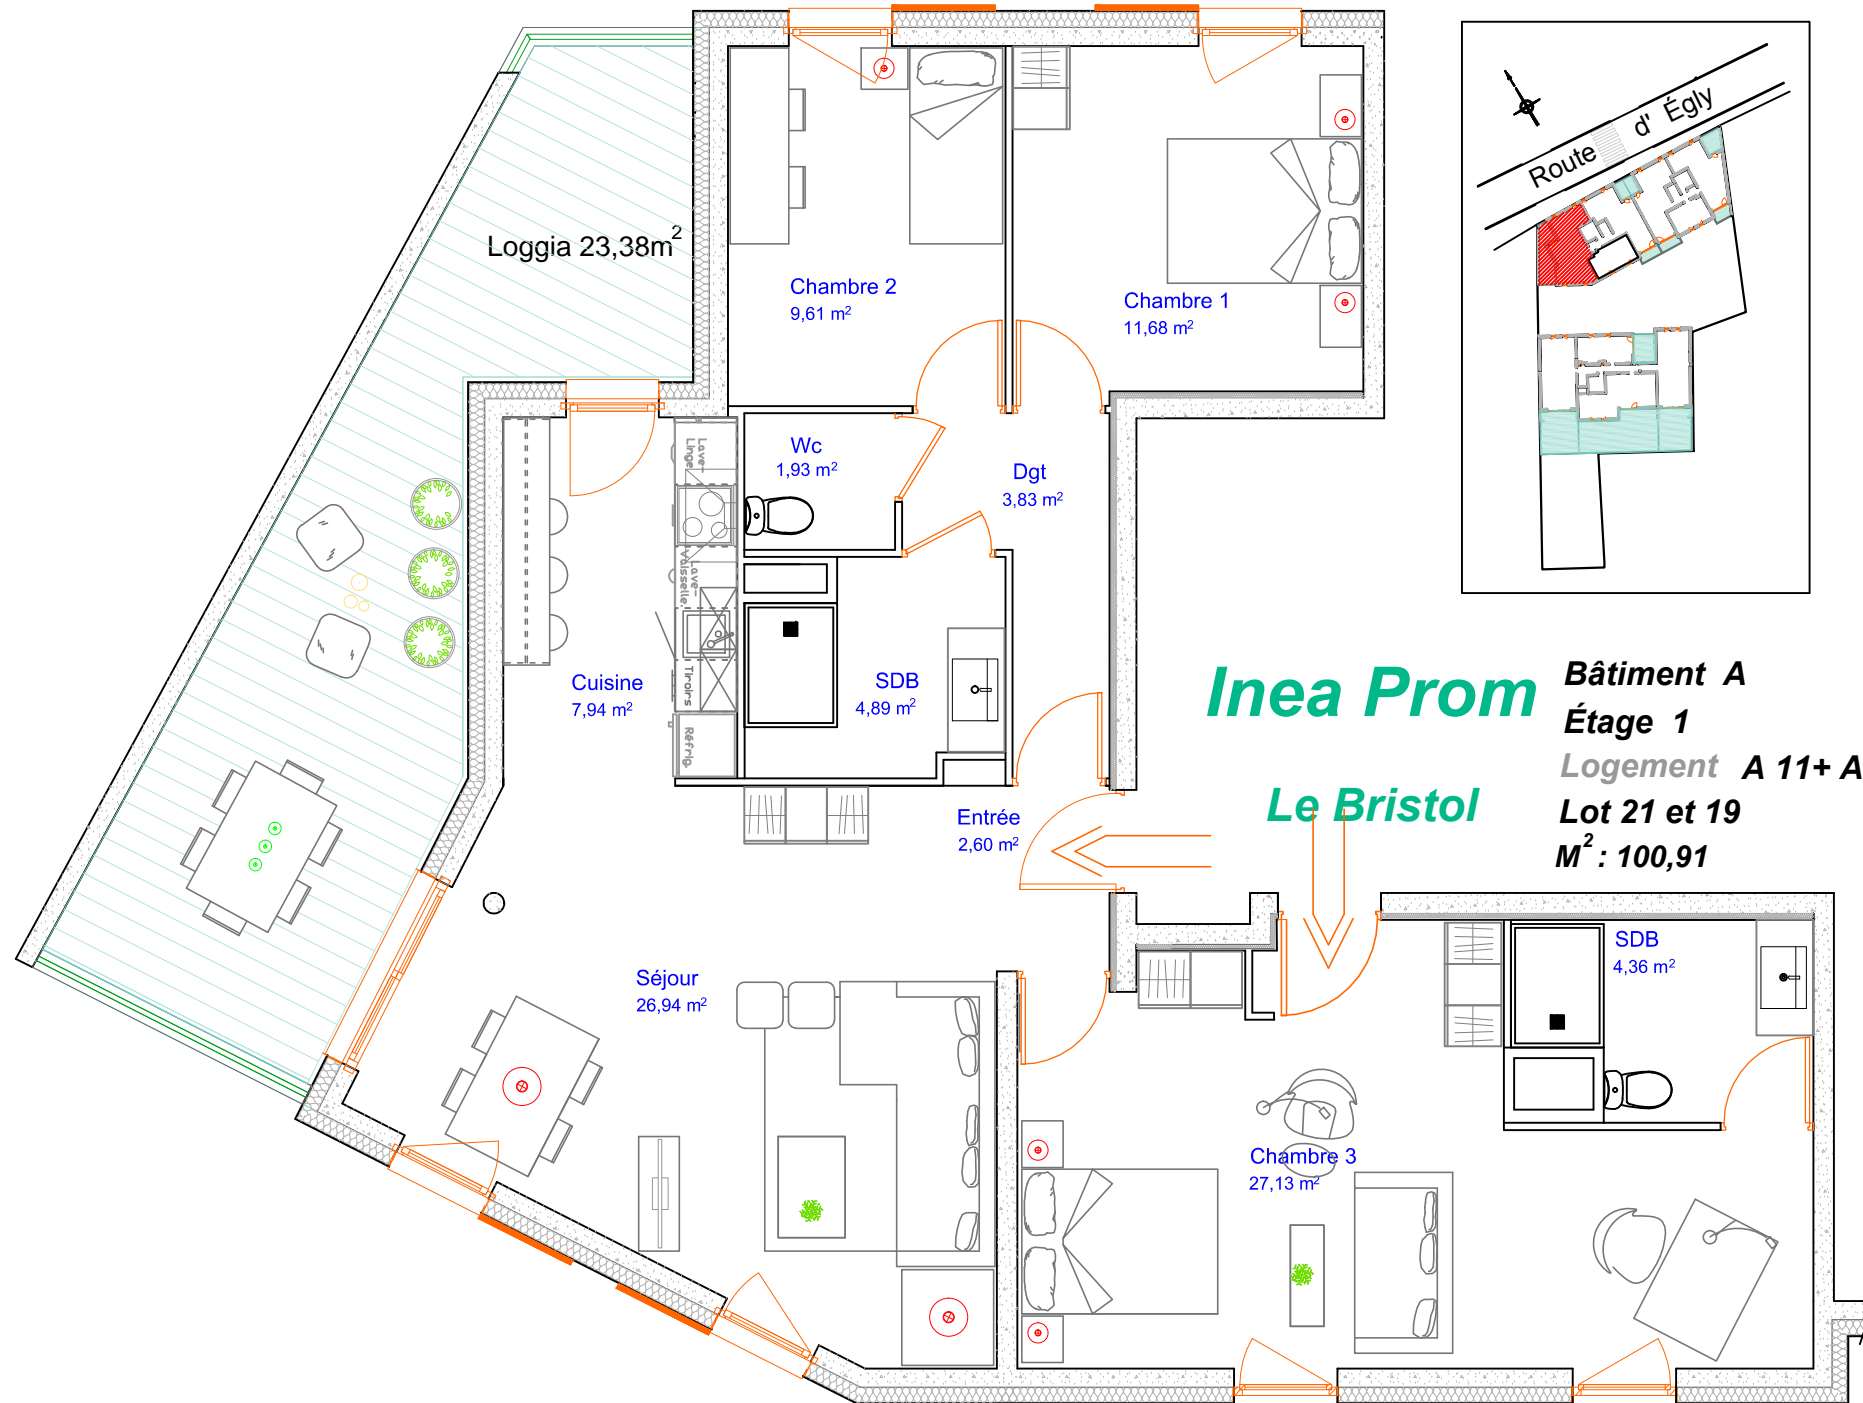 Route d' Égly
Loggia 23,38m²
Chambre 2
9,61 m²
Chambre 1
11,68 m²
Wc
1,93 m²
Dgt
3,83 m²
Lave-
Linge
Lave-
Vaisselle
Tiroirs
Réfrig.
Cuisine
7,94 m²
SDB
4,89 m²
Entrée
2,60 m²
Inea Prom
Le Bristol
Bâtiment A
Étage 1
Logement A 11+ A
Lot 21 et 19
M² : 100,91
Séjour
26,94 m²
SDB
4,36 m²
Chambre 3
27,13 m²